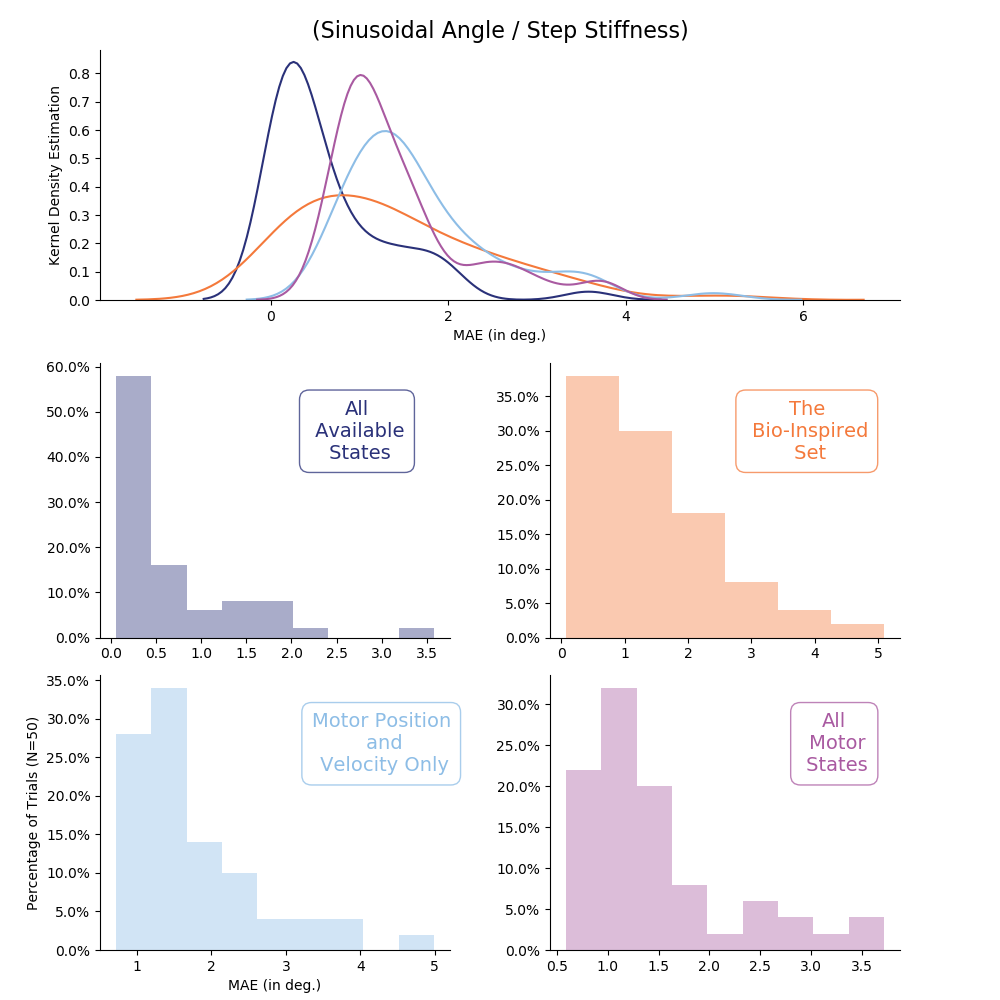 (Sinusoidal Angle / Step Stiffness)
Kernel Density Estimation
0.8
0.7
0.6
0.5
0.4
0.3
0.2
0.1
0.0
0 2 4 6
MAE (in deg.)
60.0%
50.0%
40.0%
30.0%
20.0%
10.0%
0.0%
All
Available
States
0.0 0.5 1.0 1.5 2.0 2.5 3.0 3.5
35.0%
30.0%
25.0%
20.0%
15.0%
10.0%
5.0%
0.0%
The
Bio-Inspired
Set
0 1 2 3 4 5
Percentage of Trials (N=50)
35.0%
30.0%
25.0%
20.0%
15.0%
10.0%
5.0%
0.0%
Motor Position
and
Velocity Only
1 2 3 4 5
MAE (in deg.)
30.0%
25.0%
20.0%
15.0%
10.0%
5.0%
0.0%
All
Motor
States
0.5 1.0 1.5 2.0 2.5 3.0 3.5